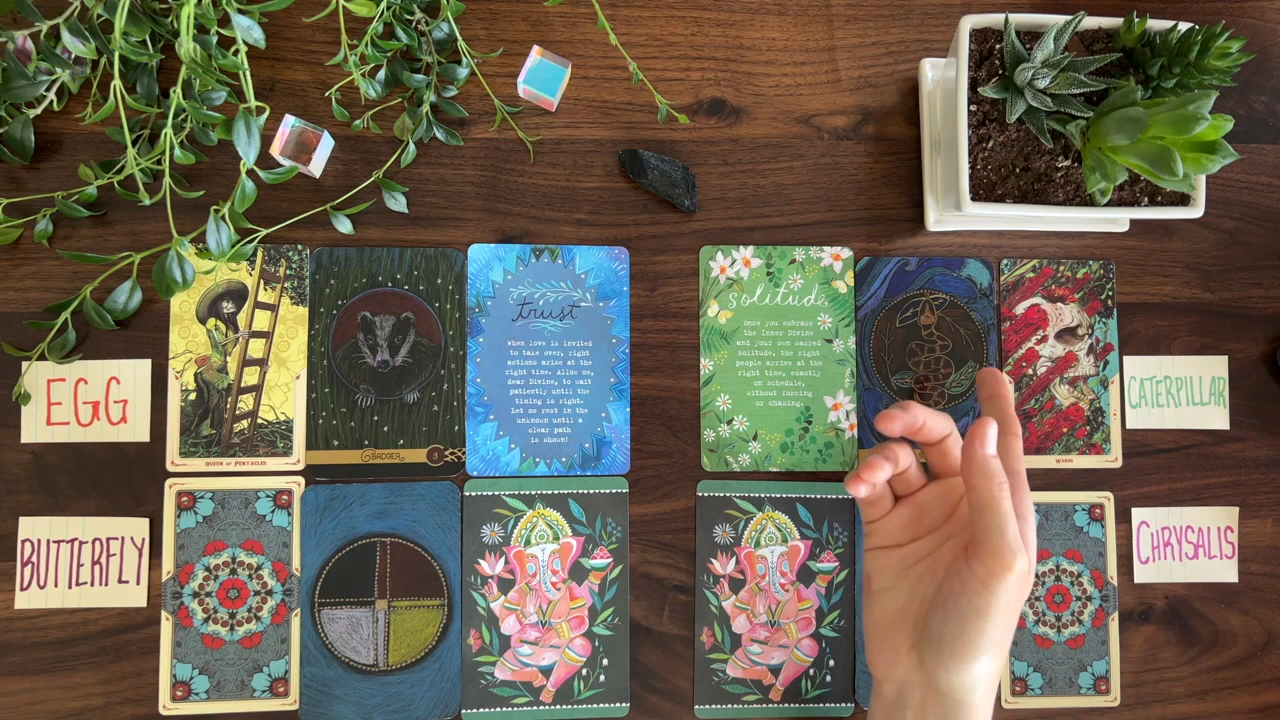 EGG
QUEEN OF PENTACLES
BADGER 3
trust
When love is invited
to take over, right
actions arise at the
right time. Allow me,
dear Divine, to wait
patiently until the
timing is right.
Let me rest in the
unknown until a
clear path
is shown!
solitude
Once you embrace
the Inner Divine
and your own sacred
solitude, the right
people arrive at the
right time, exactly
on schedule,
without forcing
or chasing.
CATERPILLAR
BUTTERFLY
CHRYSALIS